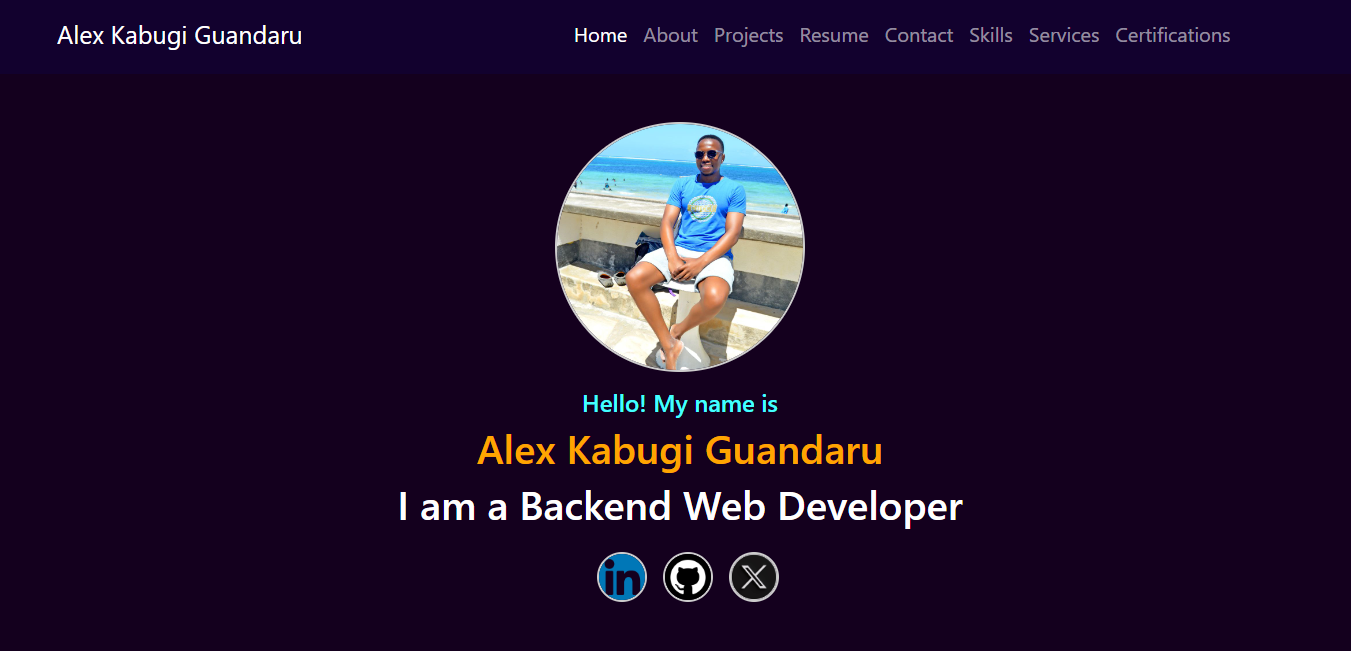 Alex Kabugi Guandaru
Home About Projects Resume Contact Skills Services Certifications
Hello! My name is
Alex Kabugi Guandaru
I am a Backend Web Developer
in
X